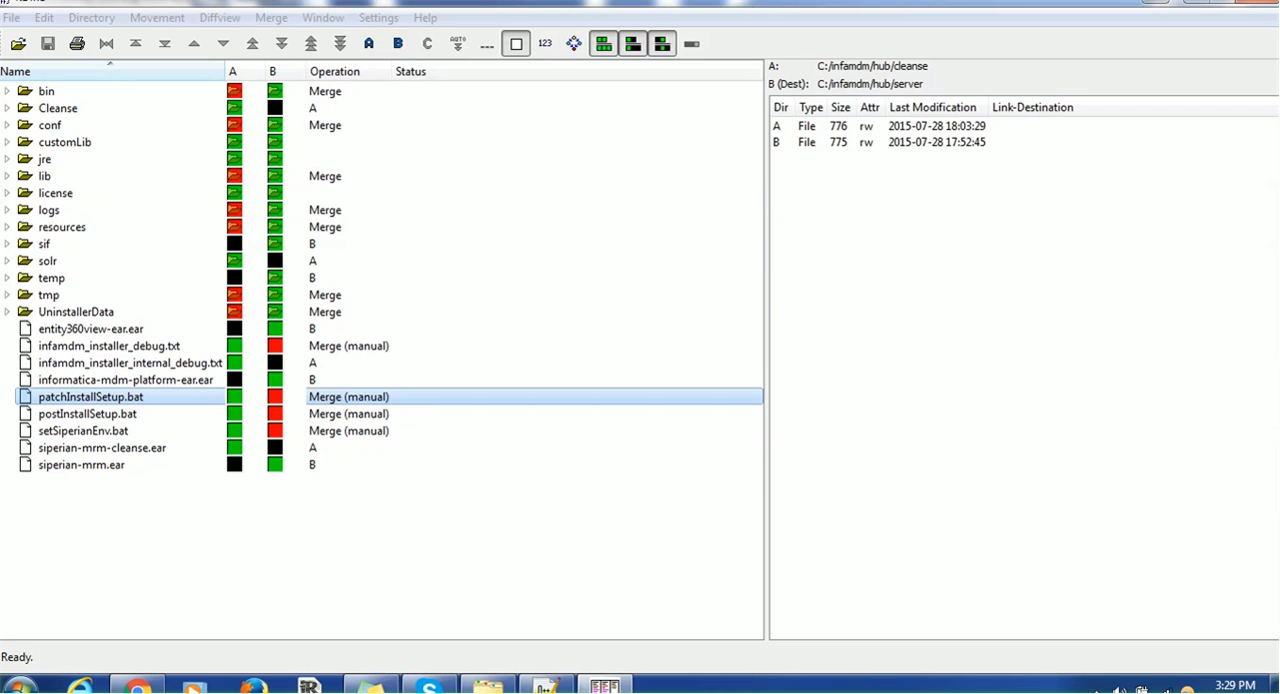 File Edit Directory Movement Diffview Merge Window Settings Help
A B C AUTO 123
Name A B Operation Status
bin Merge
Cleanse A
conf Merge
customLib
jre
lib Merge
license
logs Merge
resources Merge
sif B
solr A
temp B
tmp Merge
UninstallerData Merge
entity360view-ear.ear B
infamdm_installer_debug.txt Merge (manual)
infamdm_installer_internal_debug.txt A
informatica-mdm-platform-ear.ear B
patchInstallSetup.bat Merge (manual)
postInstallSetup.bat Merge (manual)
setSiperianEnv.bat Merge (manual)
siperian-mrm-cleanse.ear A
siperian-mrm.ear B
A: C:/infamdm/hub/cleanse
B (Dest): C:/infamdm/hub/server
Dir Type Size Attr Last Modification Link-Destination
A File 776 rw 2015-07-28 18:03:29
B File 775 rw 2015-07-28 17:52:45
Ready.
3:29 PM